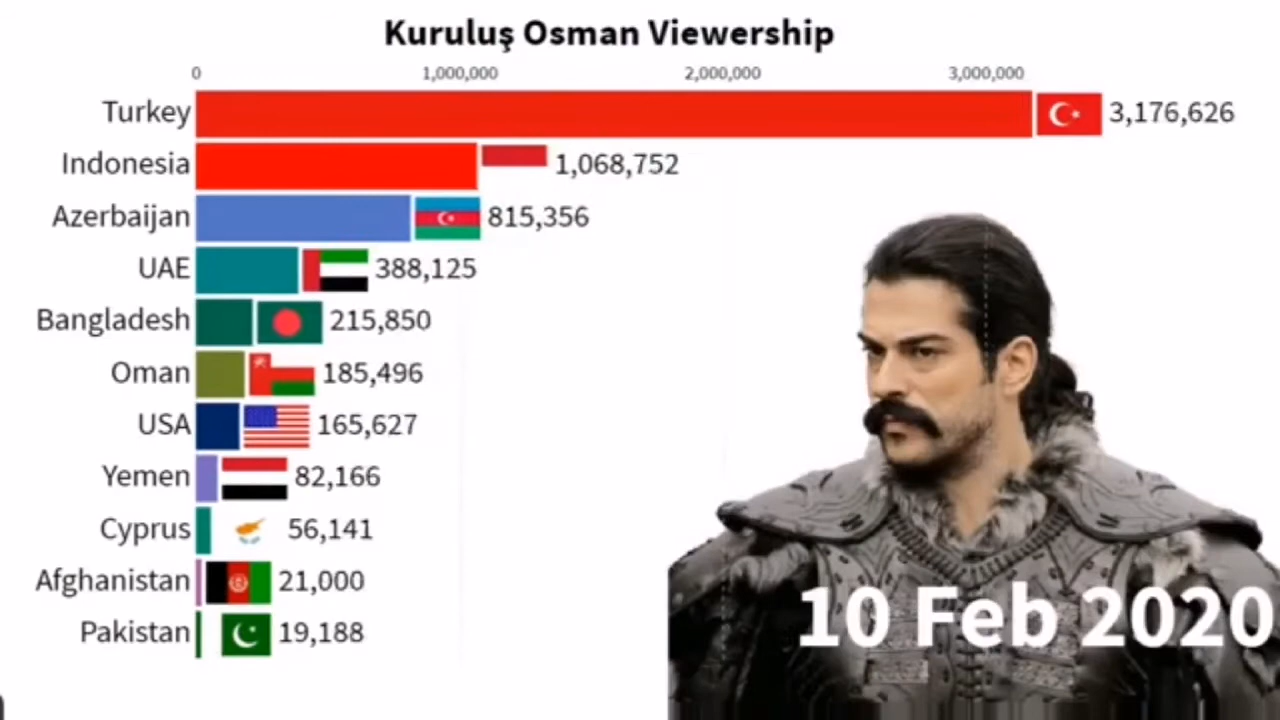 Kuruluş Osman Viewership
0 1,000,000 2,000,000 3,000,000
Turkey 3,176,626
Indonesia 1,068,752
Azerbaijan 815,356
UAE 388,125
Bangladesh 215,850
Oman 185,496
USA 165,627
Yemen 82,166
Cyprus 56,141
Afghanistan 21,000
Pakistan 19,188
10 Feb 2020